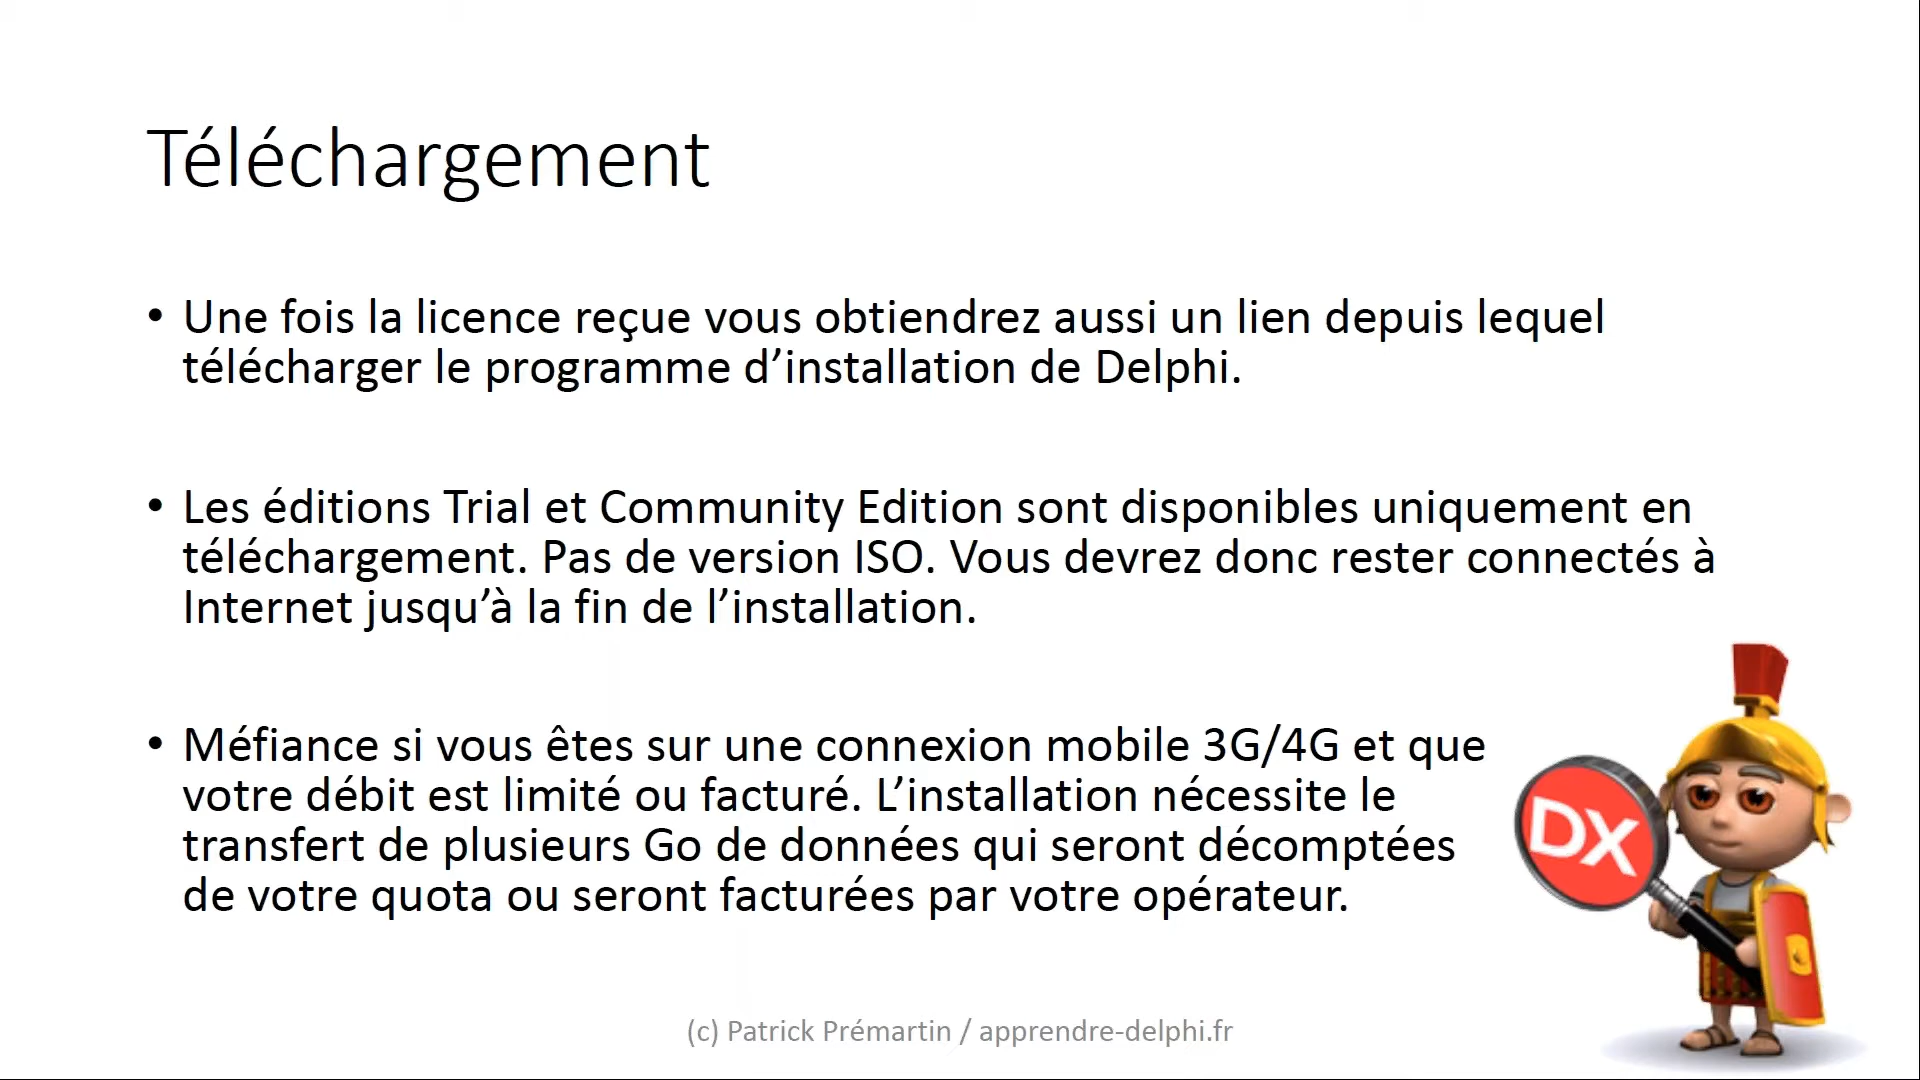 Téléchargement
• Une fois la licence reçue vous obtiendrez aussi un lien depuis lequel
télécharger le programme d’installation de Delphi.
• Les éditions Trial et Community Edition sont disponibles uniquement en
téléchargement. Pas de version ISO. Vous devrez donc rester connectés à
Internet jusqu’à la fin de l’installation.
• Méfiance si vous êtes sur une connexion mobile 3G/4G et que
votre débit est limité ou facturé. L’installation nécessite le
transfert de plusieurs Go de données qui seront décomptées
de votre quota ou seront facturées par votre opérateur.
DX
(c) Patrick Prémartin / apprendre-delphi.fr